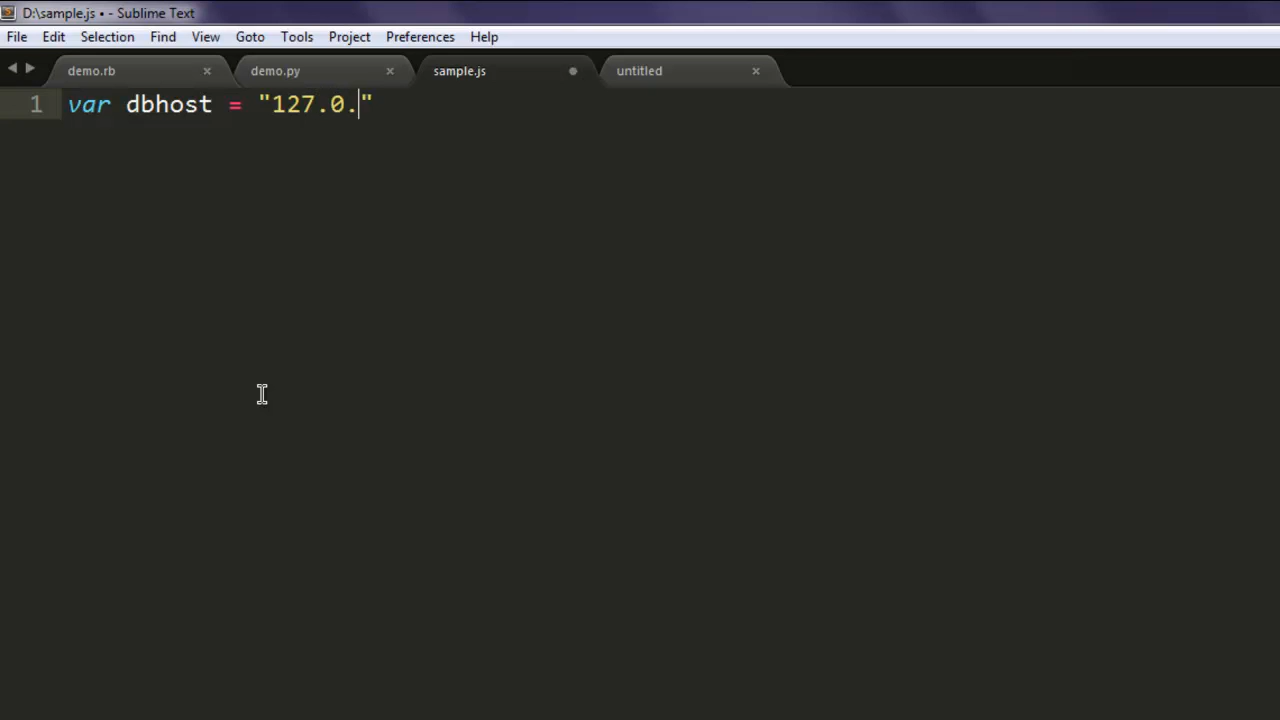 D:\sample.js • - Sublime Text
File Edit Selection Find View Goto Tools Project Preferences Help
demo.rb demo.py sample.js untitled
1 var dbhost = "127.0."